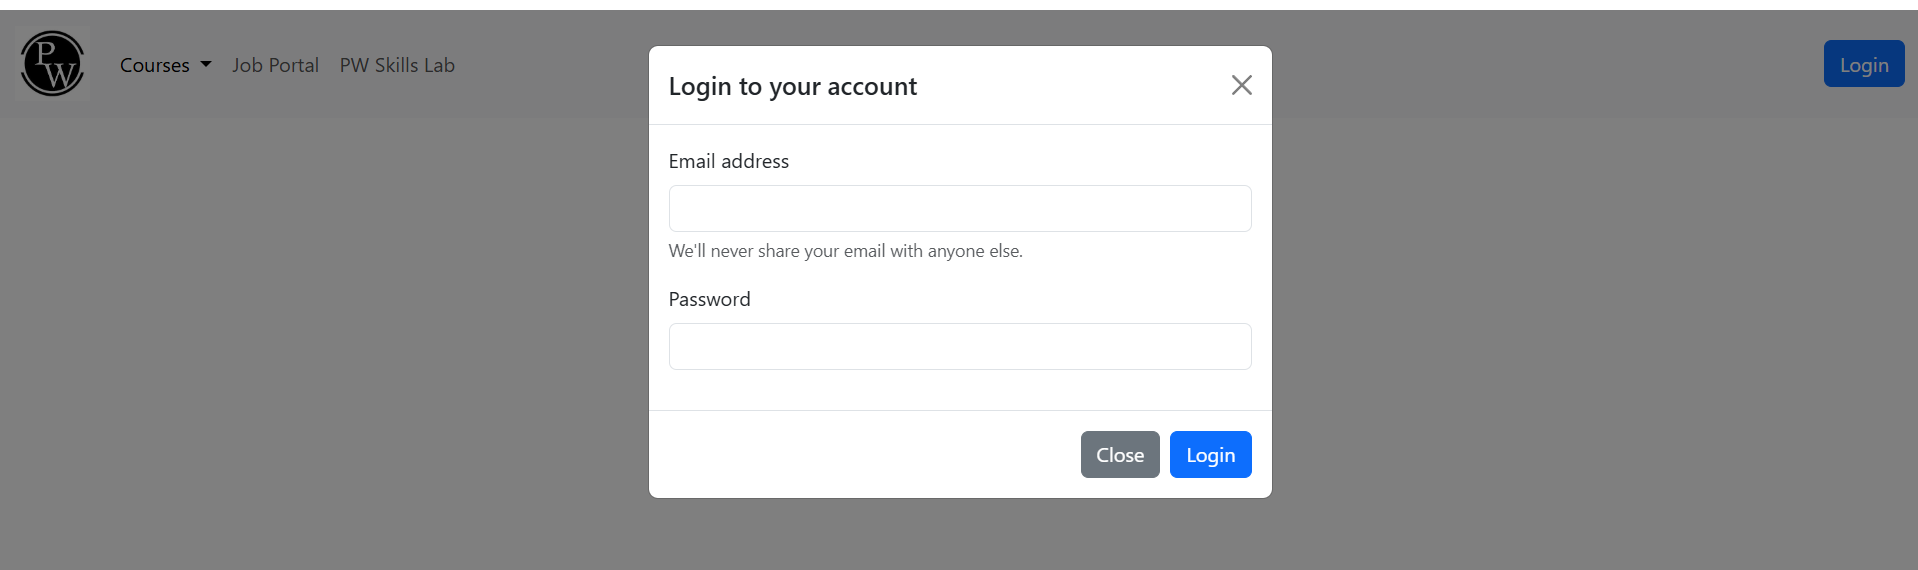 PW
Courses Job Portal PW Skills Lab
Login
Login to your account
Email address
We'll never share your email with anyone else.
Password
Close Login